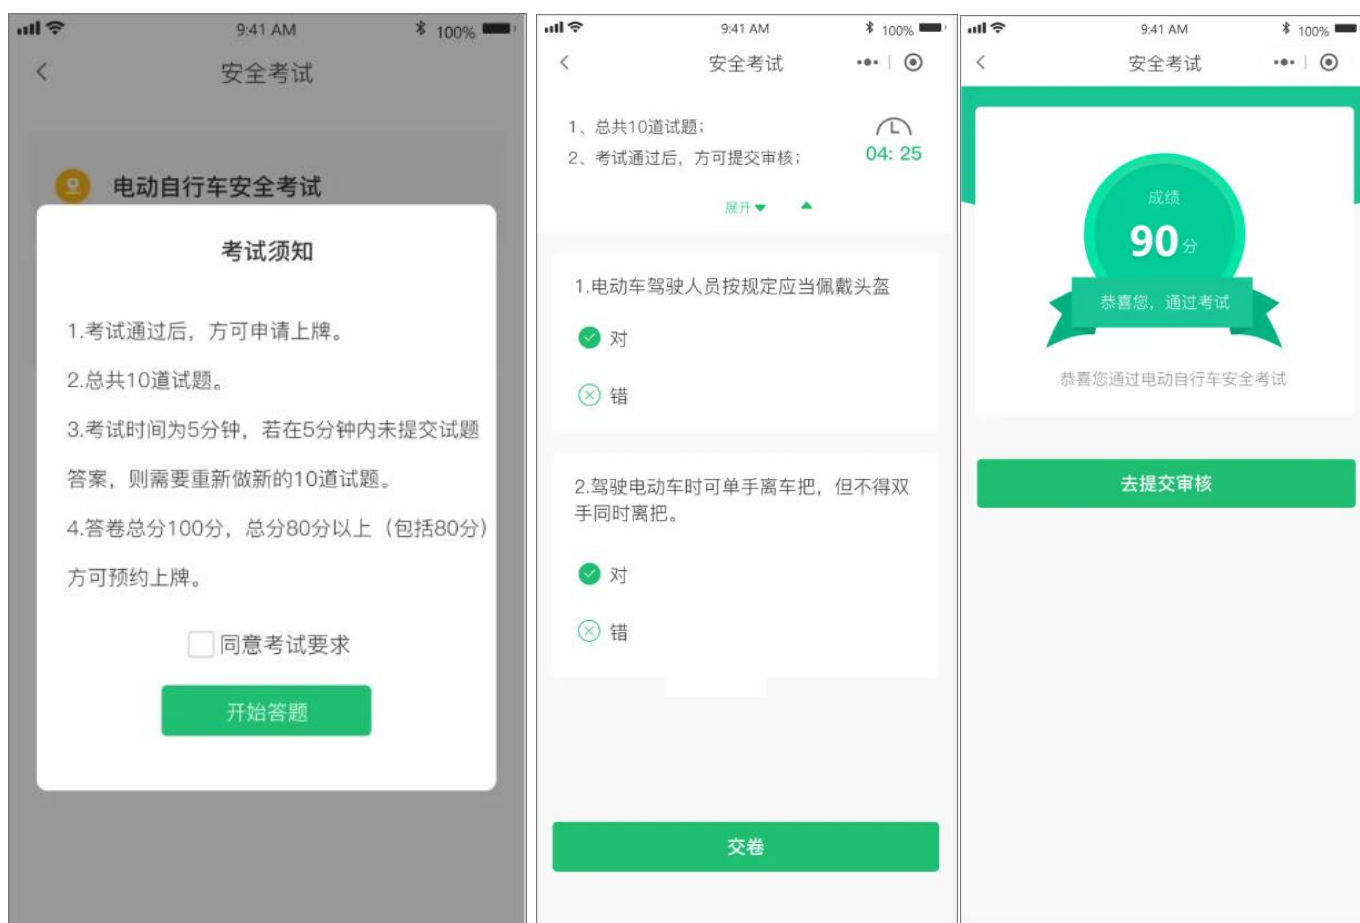 9:41 AM
100%
安全考试
电动自行车安全考试
考试须知
1.考试通过后，方可申请上牌。
2.总共10道试题。
3.考试时间为5分钟，若在5分钟内未提交试题
答案，则需要重新做新的10道试题。
4.答卷总分100分，总分80分以上（包括80分）
方可预约上牌。
同意考试要求
开始答题
9:41 AM
100%
安全考试
1、总共10道试题；
2、考试通过后，方可提交审核；
04: 25
展开
1.电动车驾驶人员按规定应当佩戴头盔
对
错
2.驾驶电动车时可单手离车把，但不得双
手同时离把。
对
错
交卷
9:41 AM
100%
安全考试
成绩
90分
恭喜您，通过考试
恭喜您通过电动自行车安全考试
去提交审核